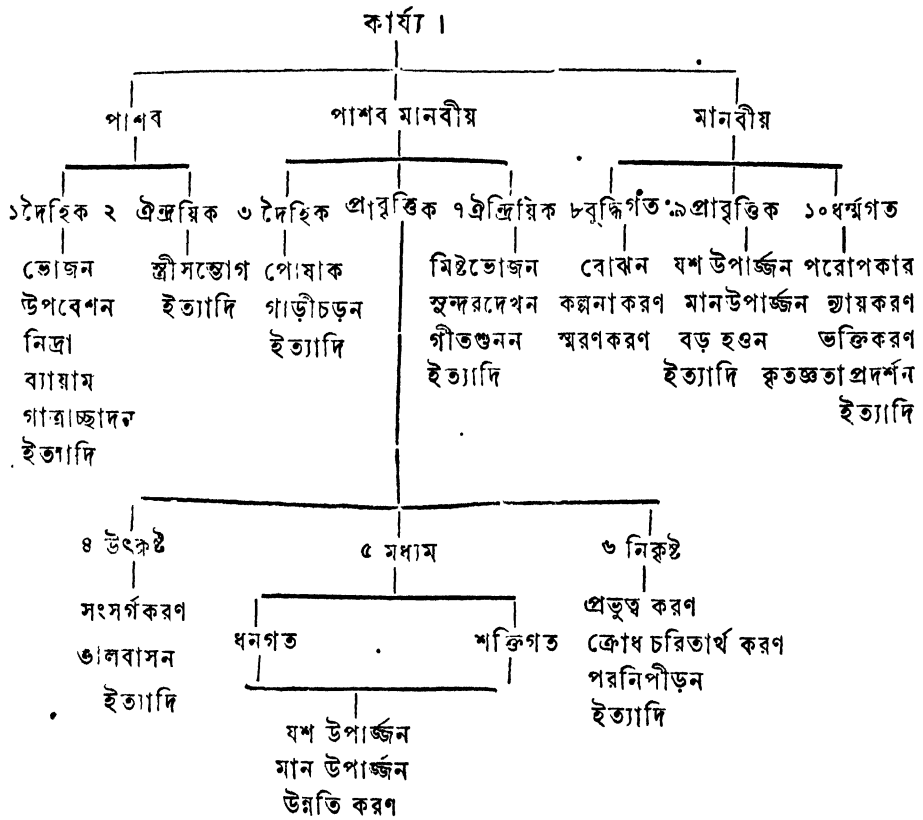 কার্য্য ।
পাশব পাশব মানবীয় মানবীয়
১দৈহিক ২ ঐন্দ্রয়িক ৩ দৈহিক প্রাবৃত্তিক ৭ঐন্দ্রিয়িক ৮বুদ্ধিগত ৯প্রাবৃত্তিক ১০ধর্ম্মগত
ভোজন স্ত্রীসম্ভোগ পোষাক মিষ্টভোজন বোঝন যশ উপার্জ্জন পরোপকার
উপবেশন ইত্যাদি গাড়ীচড়ন সুন্দরদেখন কল্পনাকরণ মানউপার্জ্জন ন্যায়করণ
নিদ্রা ইত্যাদি গীতশুনন স্মরণকরণ বড় হওন ভক্তিকরণ
ব্যায়াম ইত্যাদি ইত্যাদি কৃতজ্ঞতাপ্রদর্শন
গাত্রাচ্ছাদন ইত্যাদি
ইত্যাদি
৪ উৎকৃষ্ট ৫ মধ্যম ৬ নিকৃষ্ট
সংসর্গকরণ প্রভুত্ব করণ
ভালবাসন ধনগত শক্তিগত ক্রোধ চরিতার্থ করণ
ইত্যাদি পরনিপীড়ন
যশ উপার্জ্জন ইত্যাদি
মান উপার্জ্জন
উন্নতি করণ